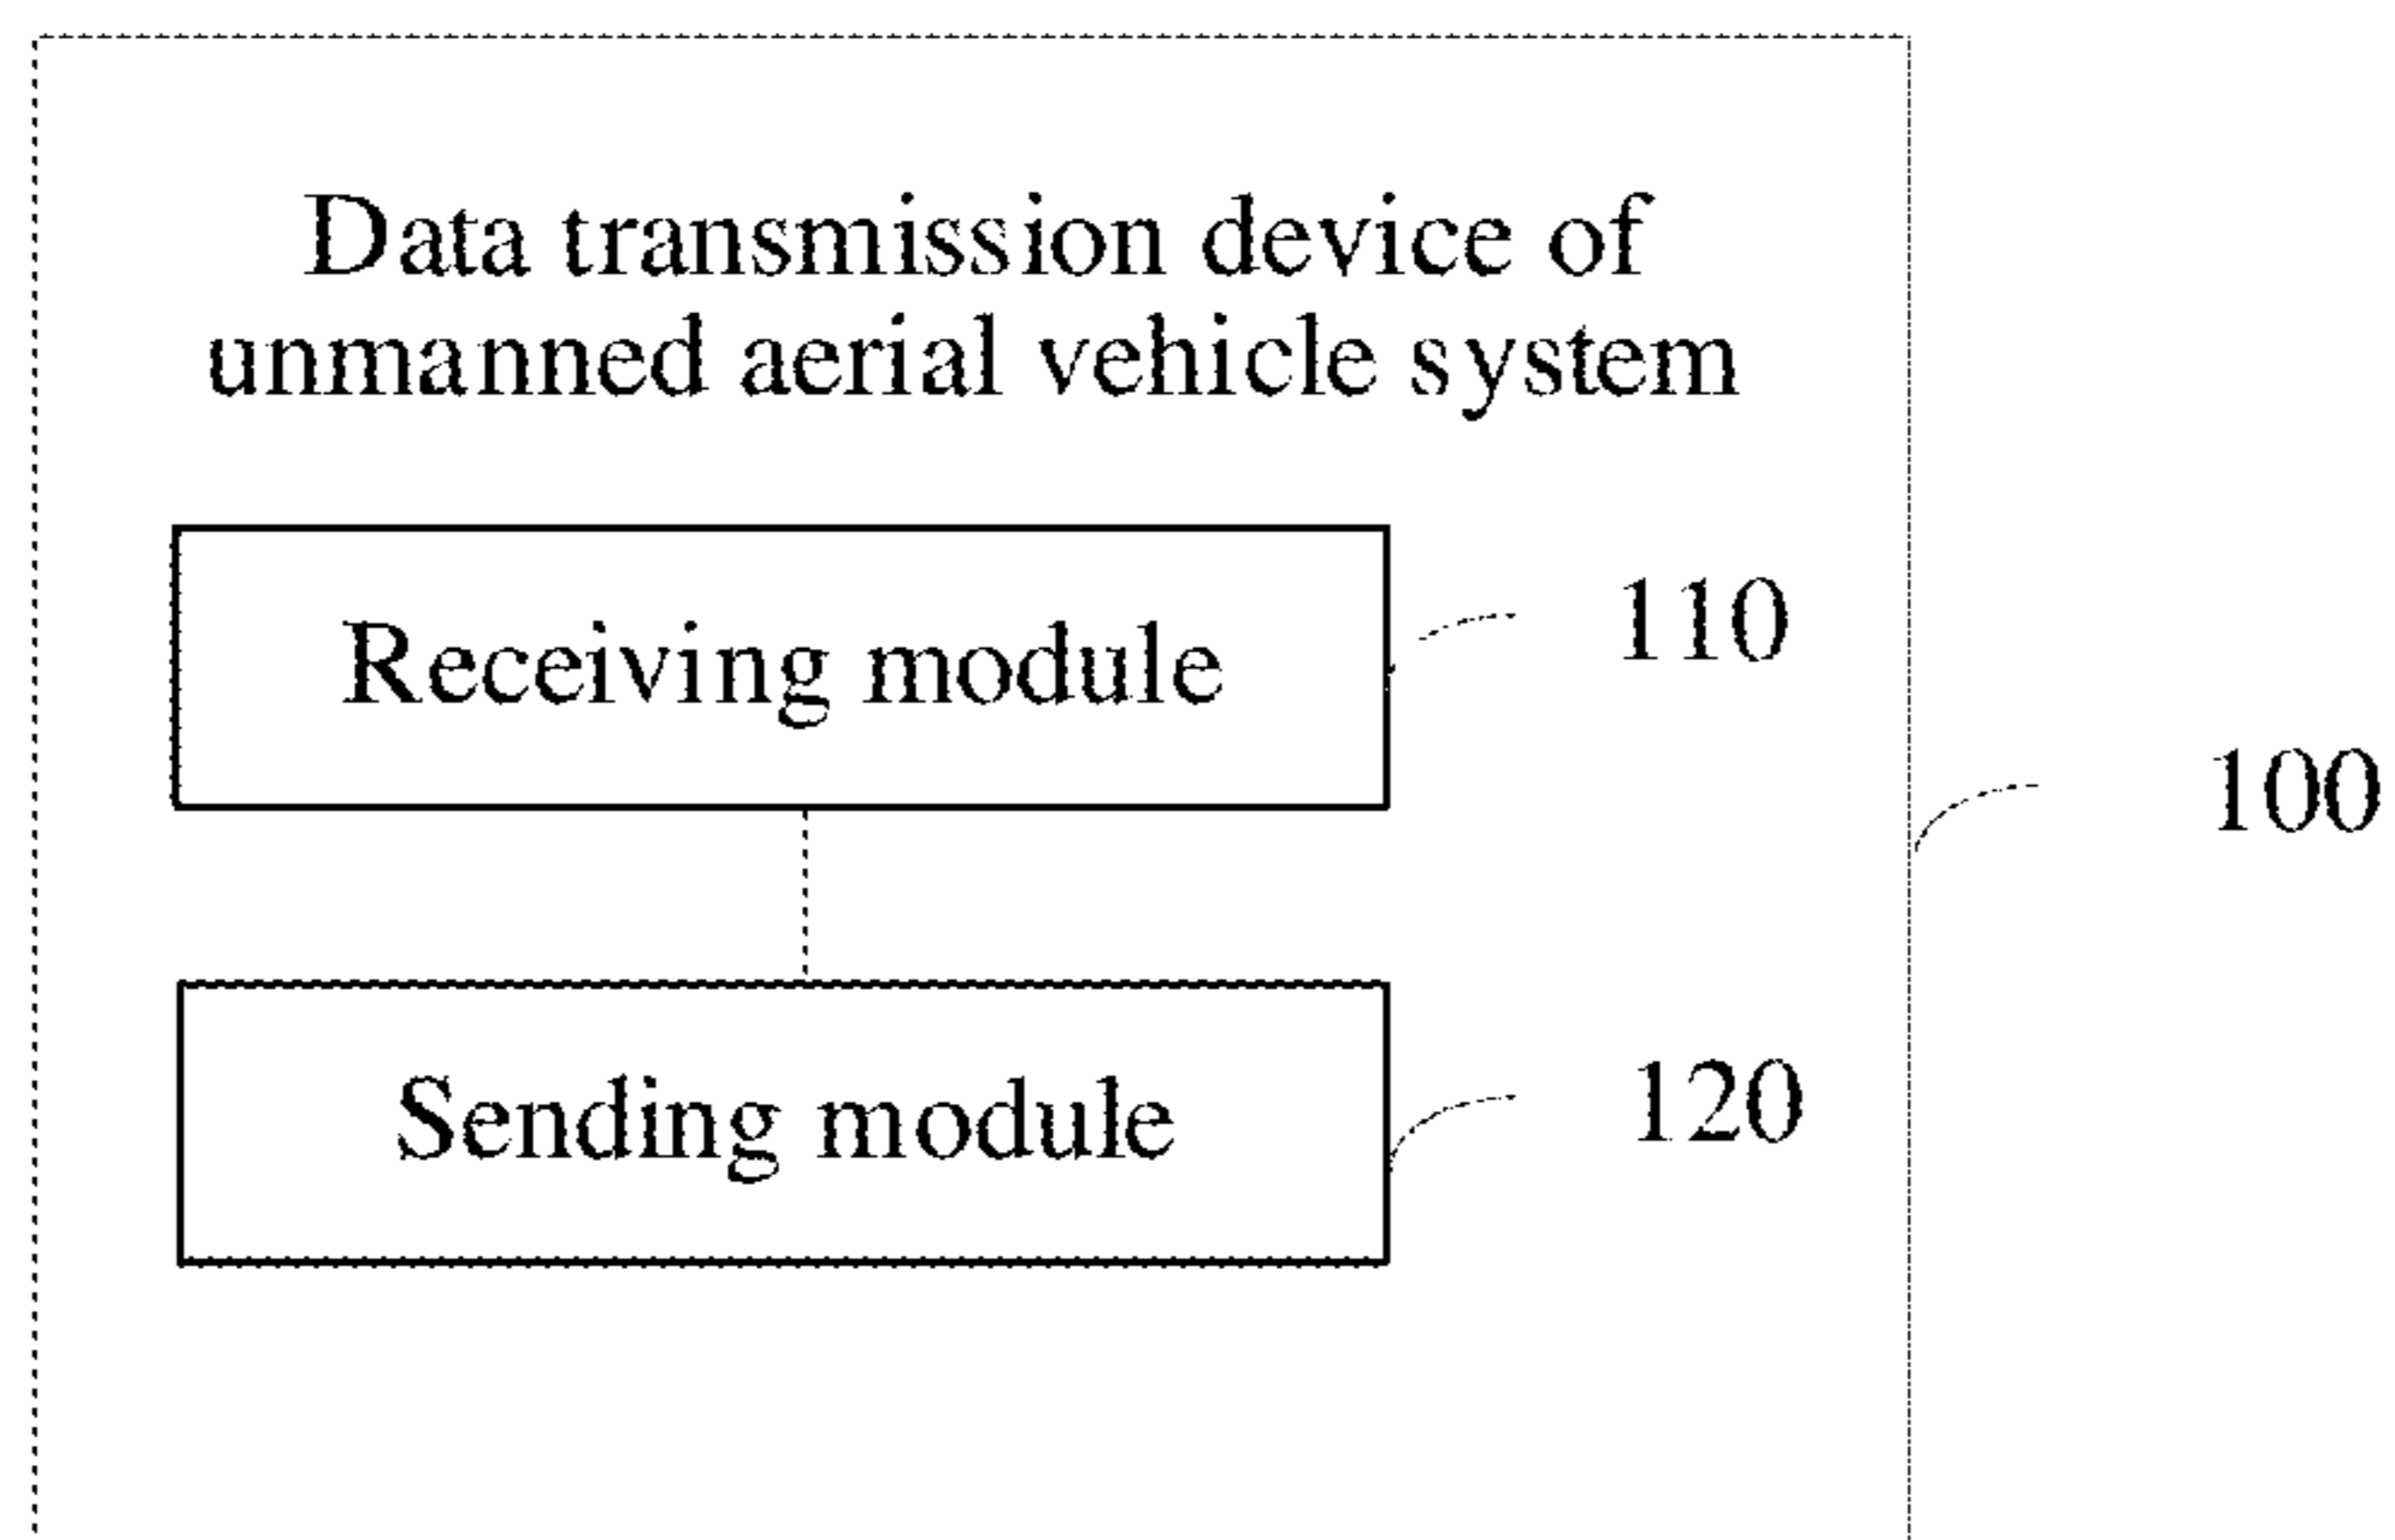 Data transmission device of
unmanned aerial vehicle system
Receiving module
110
100
Sending module
120